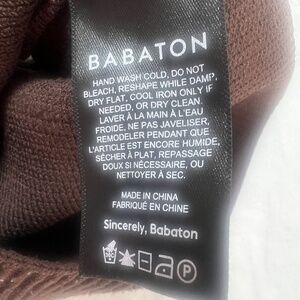 BABATON
HAND WASH COLD, DO NOT
BLEACH, RESHAPE WHILE DAMP,
DRY FLAT, COOL IRON ONLY IF
NEEDED, OR DRY CLEAN.
LAVER À LA MAIN À L'EAU
FROIDE. NE PAS JAVELISER,
REMODELER PENDANT QUE
L'ARTICLE EST ENCORE HUMIDE,
SÉCHER À PLAT, REPASSAGE
DOUX SI NÉCESSAIRE, OU
NETTOYER À SEC.
MADE IN CHINA
FABRIQUÉ EN CHINE
Sincerely, Babaton
P